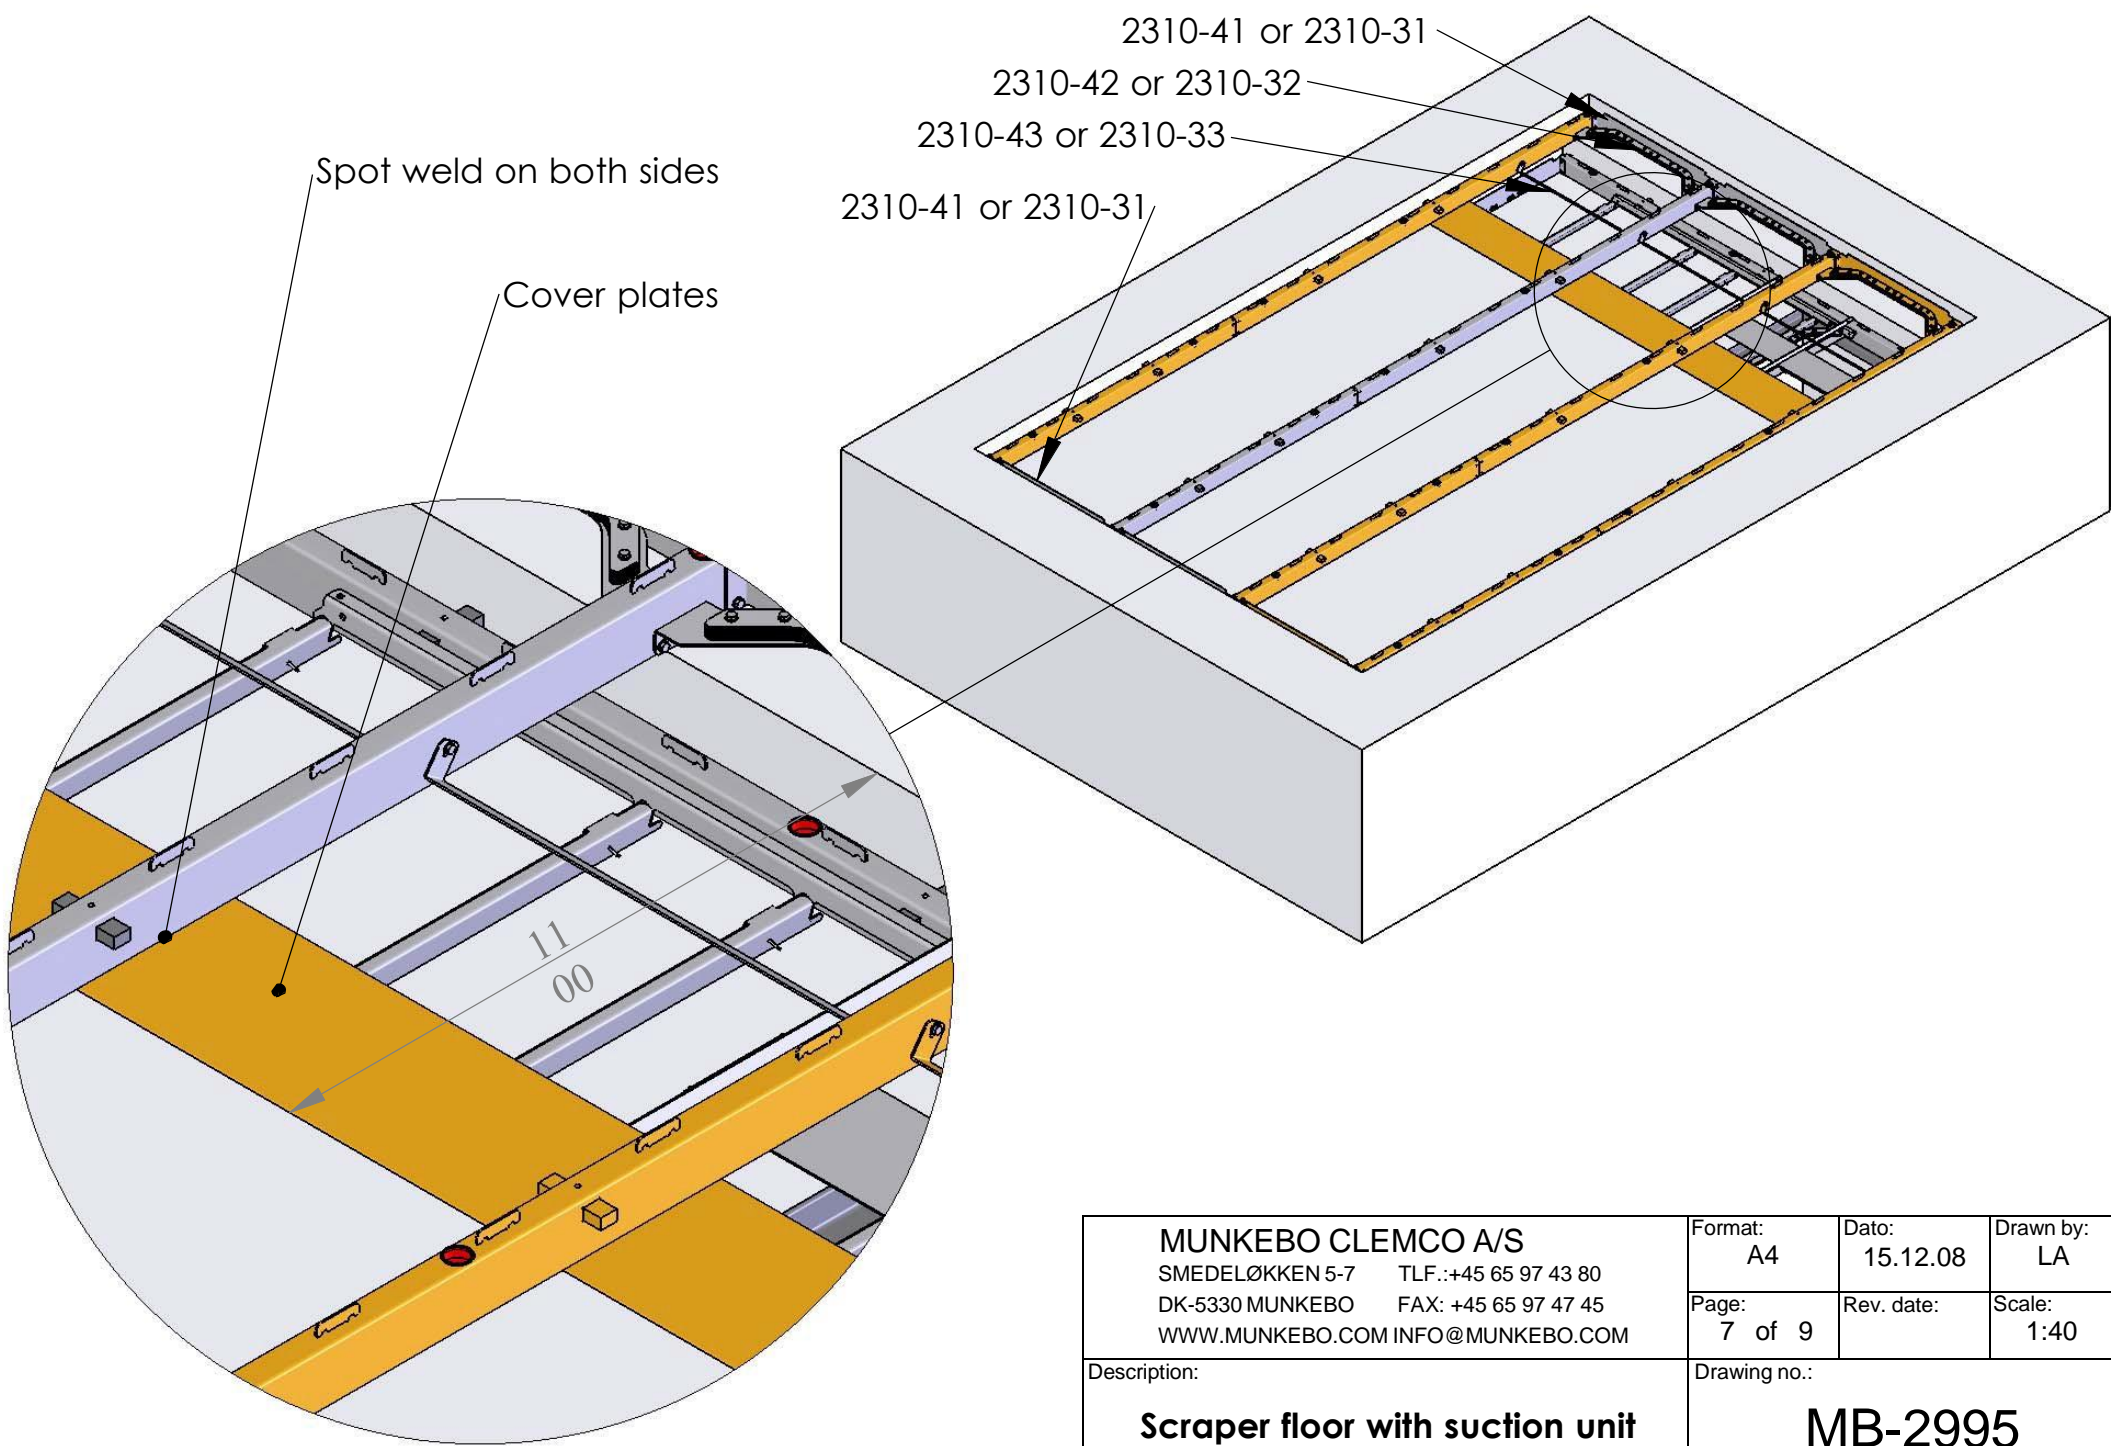 2310-41 or 2310-31
2310-42 or 2310-32
2310-43 or 2310-33
Spot weld on both sides
2310-41 or 2310-31
Cover plates
11
00
MUNKEBO CLEMCO A/S
SMEDELØKKEN 5-7 TLF.:+45 65 97 43 80
DK-5330 MUNKEBO FAX: +45 65 97 47 45
WWW.MUNKEBO.COM INFO@MUNKEBO.COM
Format:
A4
Dato:
15.12.08
Drawn by:
LA
Page:
7 of 9
Rev. date:
Scale:
1:40
Description:
Scraper floor with suction unit
Drawing no.:
MB-2995